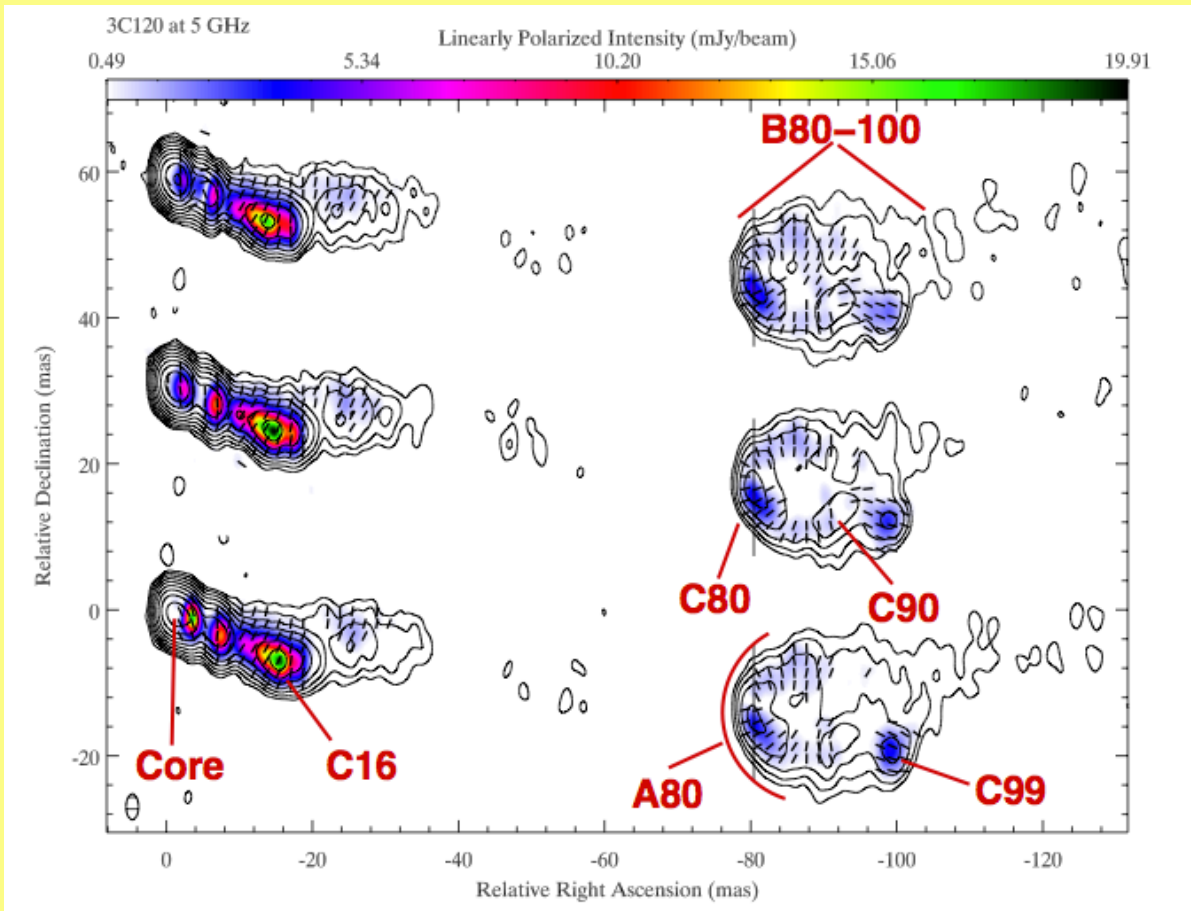 3C120 at 5 GHz
Linearly Polarized Intensity (mJy/beam)
0.49 5.34 10.20 15.06 19.91
B80−100
60
40
20
0
-20
Relative Declination (mas)
C80
C90
Core
C16
A80
C99
0 -20 -40 -60 -80 -100 -120
Relative Right Ascension (mas)